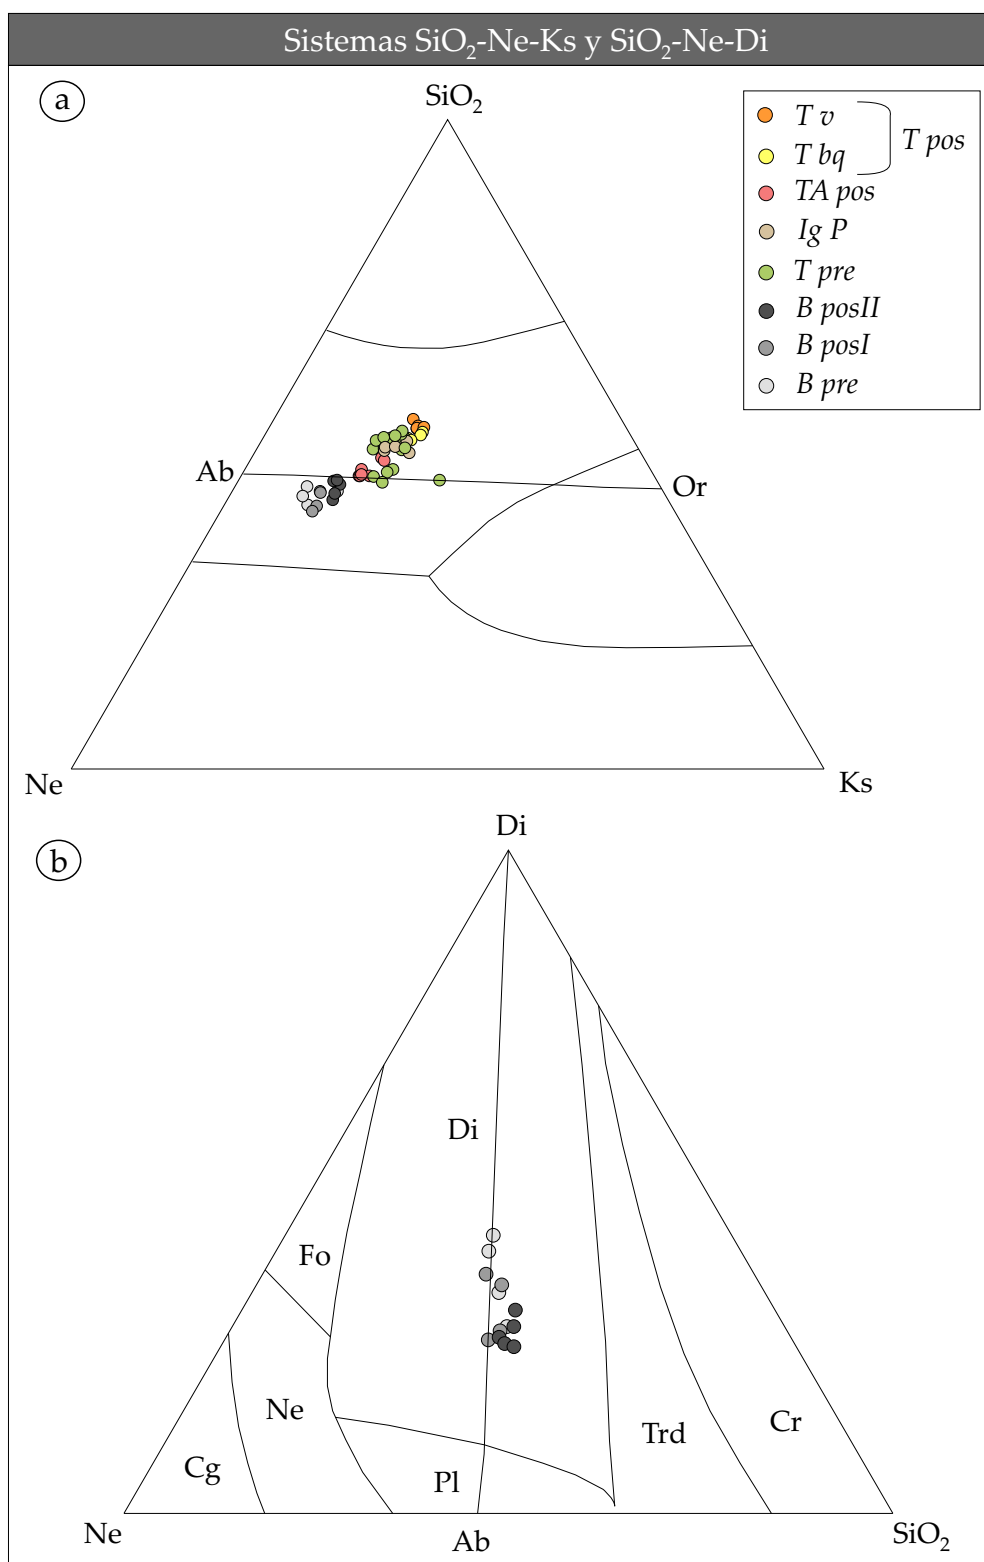 Sistemas SiO₂-Ne-Ks y SiO₂-Ne-Di
a
SiO₂
T v
T bq
T pos
TA pos
Ig P
T pre
B posII
B posI
B pre
Ab
Or
Ne
Ks
b
Di
Di
Fo
Ne
Cg
Pl
Trd
Cr
Ne
Ab
SiO₂